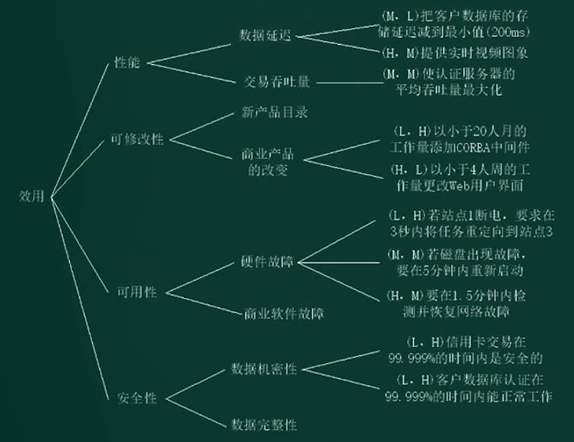 (M, L)把客户数据库的存
储延迟减到最小值(200ms)
数据延迟
(H, M)提供实时视频图象
性能
交易吞吐量
(M, M)使认证服务器的
平均吞吐量最大化
新产品目录
可修改性
(L, H)以小于20人月的
工作量添加CORBA中间件
商业产品
的改变
(H, L)以小于4人周的工
作量更改Web用户界面
效用
(L, H)若站点1断电，要求在
3秒内将任务重定向到站点3
硬件故障
(M, M)若磁盘出现故障，
要在5分钟内重新启动
可用性
(H, M)要在1.5分钟内检
测并恢复网络故障
商业软件故障
(L, H)信用卡交易在
99.999%的时间内是安全的
数据机密性
(L, H)客户数据库认证在
99.999%的时间内能正常工作
安全性
数据完整性